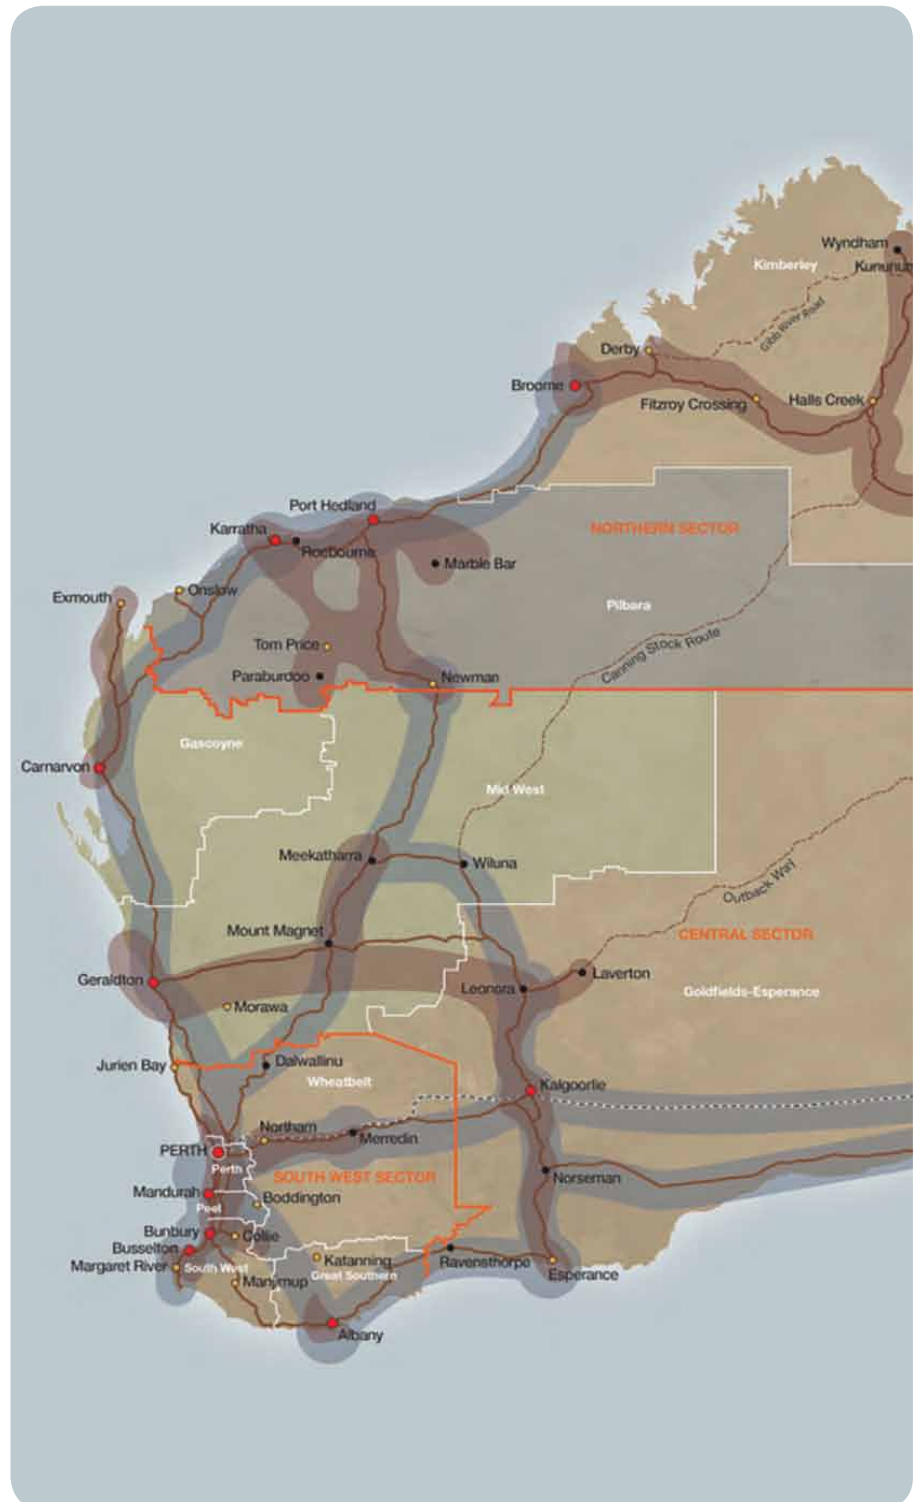 Wyndham
Kimberley
Kununur
Gibb River Road
Derby
Broome
Fitzroy Crossing
Halls Creek
Port Hedland
Karratha
NORTHERN SECTOR
Roebourne
Marble Bar
Exmouth
Onslow
Pilbara
Tom Price
Canning Stock Route
Paraburdoo
Newman
Gascoyne
Carnarvon
Mid West
Meekatharra
Wiluna
Outback Way
Mount Magnet
CENTRAL SECTOR
Laverton
Geraldton
Leonora
Goldfields-Esperance
Morawa
Jurien Bay
Dalwallinu
Wheatbelt
Kalgoorlie
Northam
Merredin
PERTH
Perth
SOUTH WEST SECTOR
Norseman
Mandurah
Boddington
Peel
Bunbury
Collie
Busselton
Katanning
Ravensthorpe
Margaret River
South West
Great Southern
Esperance
Manjimup
Albany